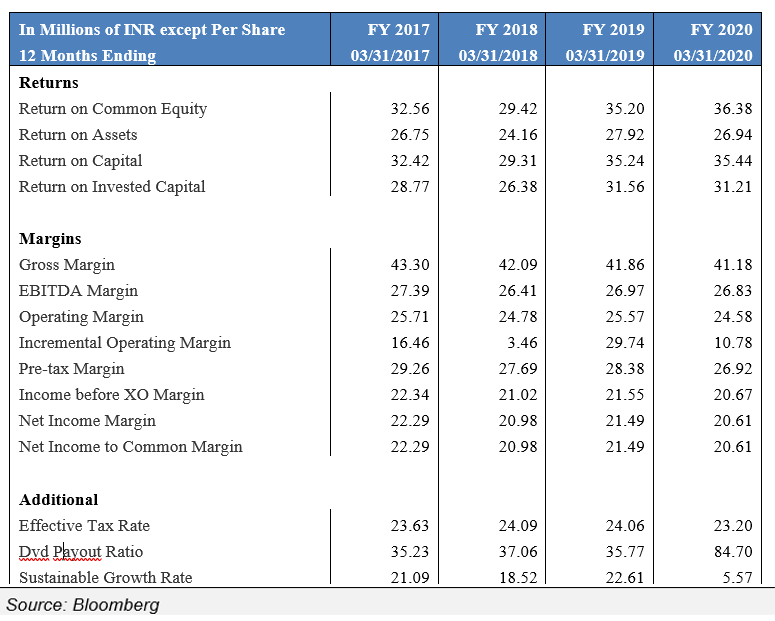 In Millions of INR except Per Share FY 2017 FY 2018 FY 2019 FY 2020
12 Months Ending 03/31/2017 03/31/2018 03/31/2019 03/31/2020
Returns
Return on Common Equity 32.56 29.42 35.20 36.38
Return on Assets 26.75 24.16 27.92 26.94
Return on Capital 32.42 29.31 35.24 35.44
Return on Invested Capital 28.77 26.38 31.56 31.21
Margins
Gross Margin 43.30 42.09 41.86 41.18
EBITDA Margin 27.39 26.41 26.97 26.83
Operating Margin 25.71 24.78 25.57 24.58
Incremental Operating Margin 16.46 3.46 29.74 10.78
Pre-tax Margin 29.26 27.69 28.38 26.92
Income before XO Margin 22.34 21.02 21.55 20.67
Net Income Margin 22.29 20.98 21.49 20.61
Net Income to Common Margin 22.29 20.98 21.49 20.61
Additional
Effective Tax Rate 23.63 24.09 24.06 23.20
Dvd Payout Ratio 35.23 37.06 35.77 84.70
Sustainable Growth Rate 21.09 18.52 22.61 5.57
Source: Bloomberg